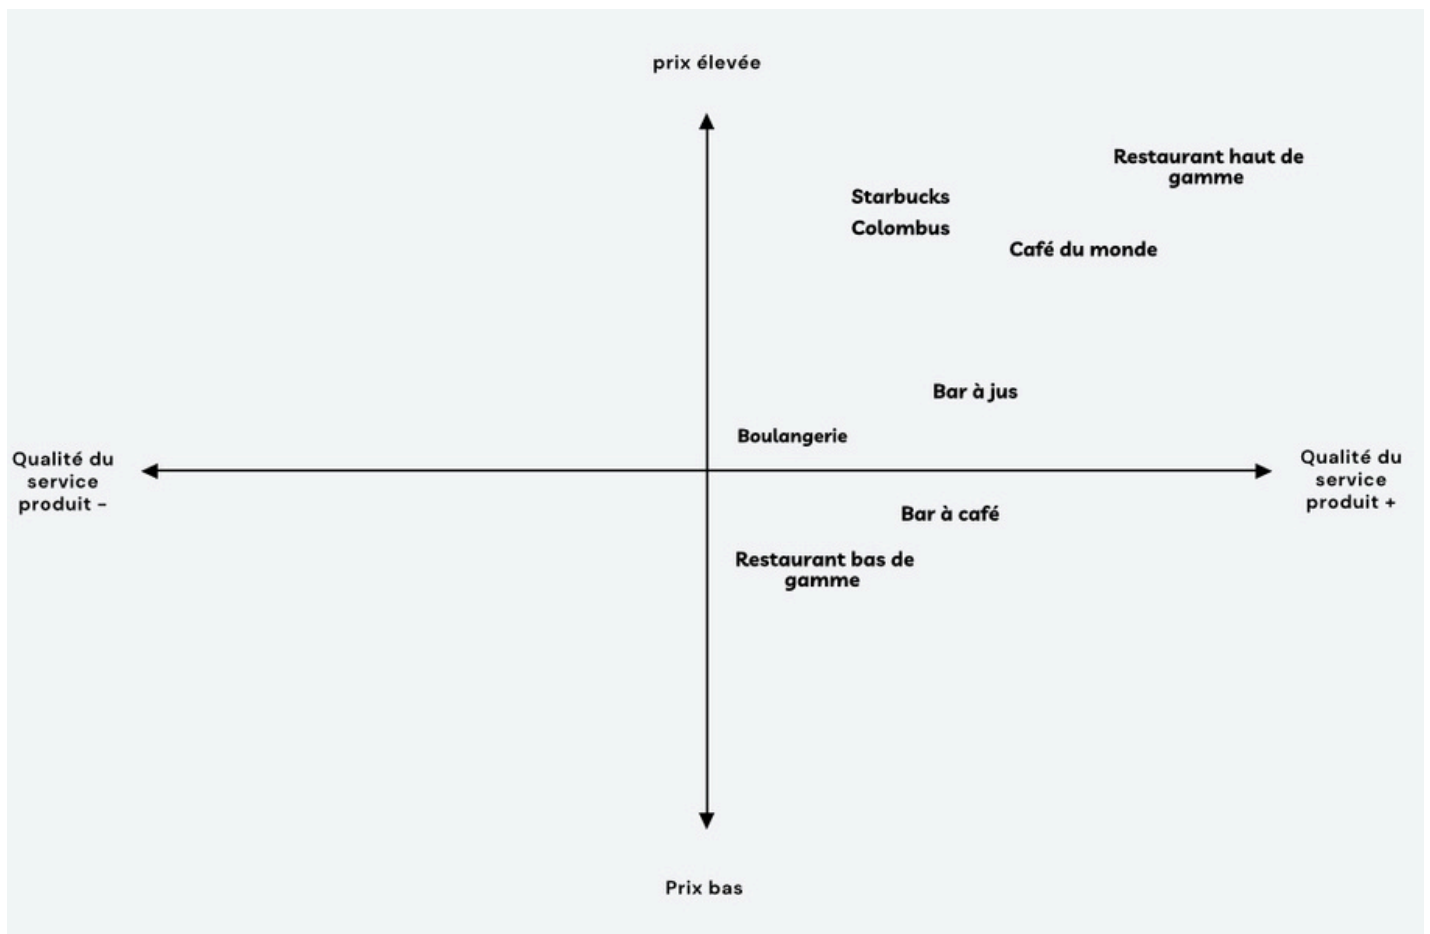 prix élevée
Restaurant haut de
gamme
Starbucks
Colombus
Café du monde
Bar à jus
Boulangerie
Qualité du
service
produit -
Qualité du
service
produit +
Bar à café
Restaurant bas de
gamme
Prix bas